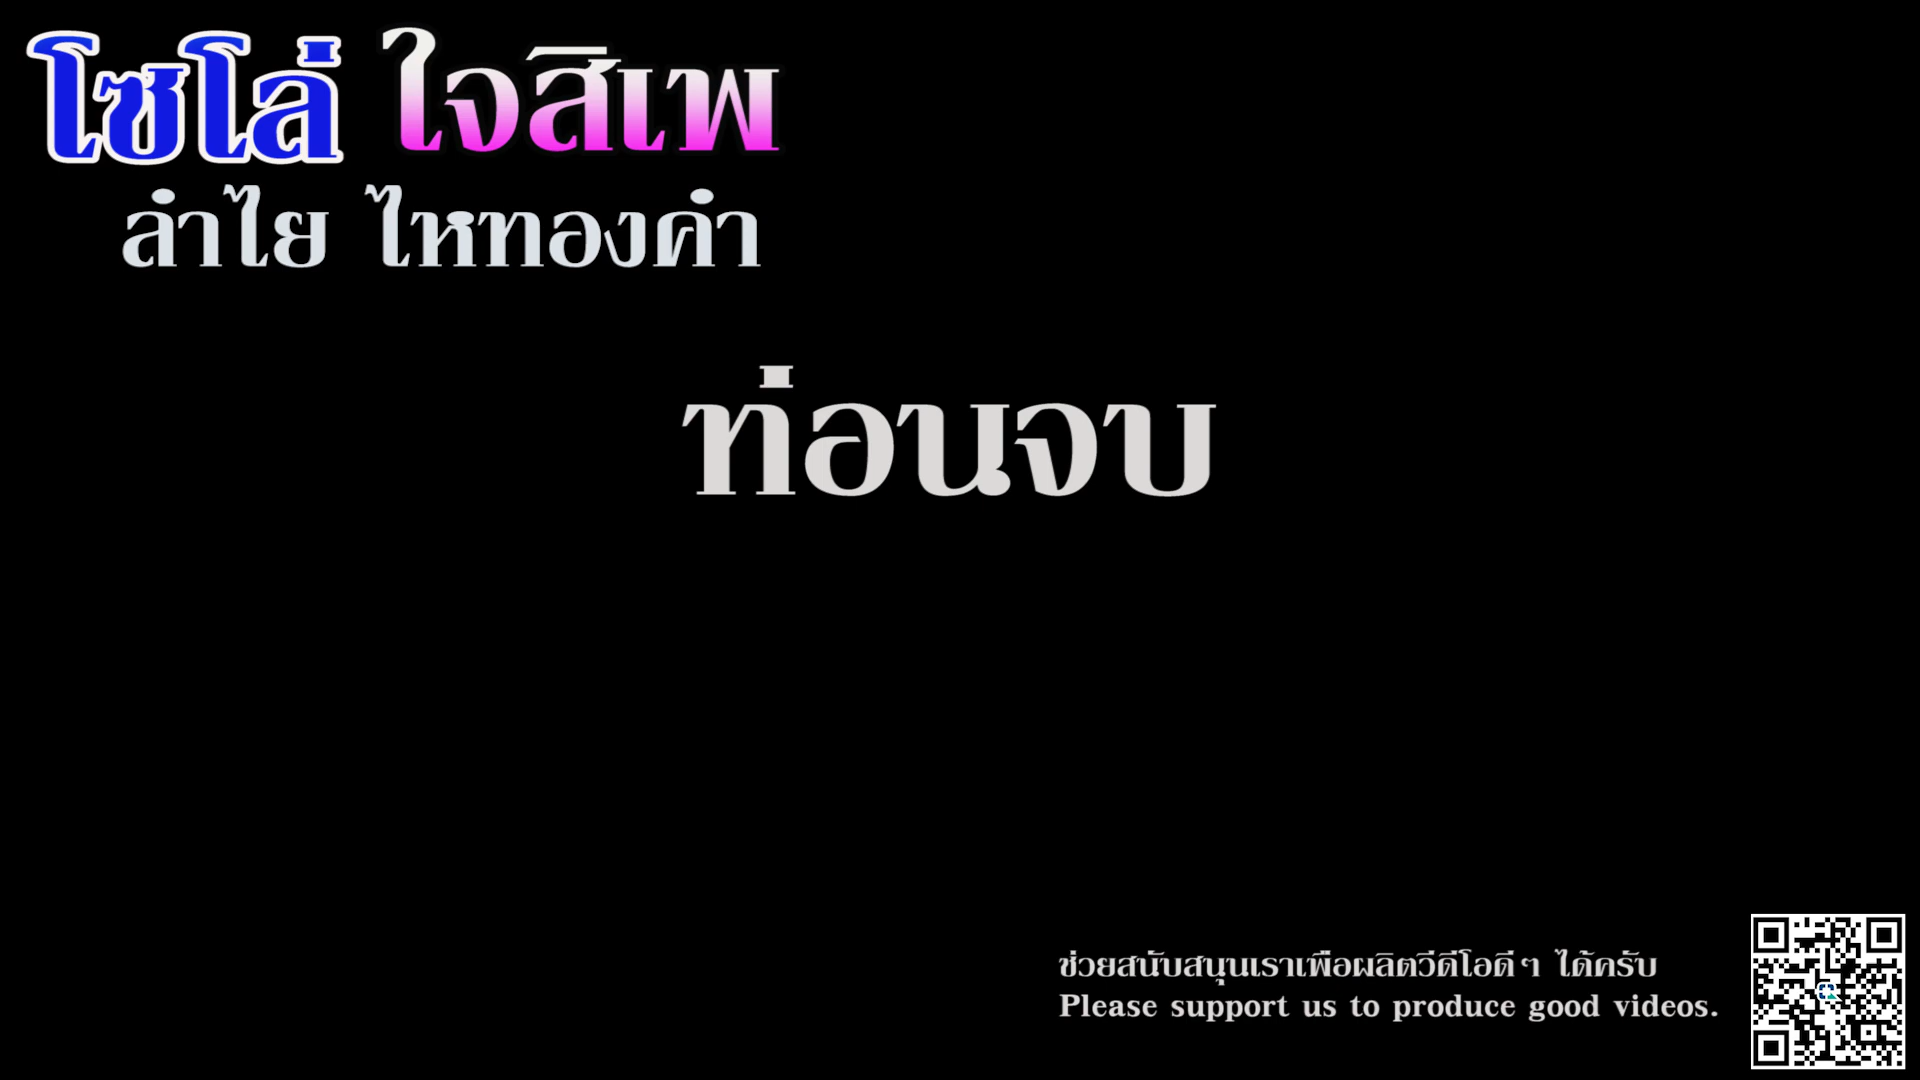 โซโล่ ใจสิเพ
ลำไย ไหทองคำ
ท่อนจบ
ช่วยสนับสนุนเราเพื่อผลิตวีดีโอดีๆ ได้ครับ
Please support us to produce good videos.